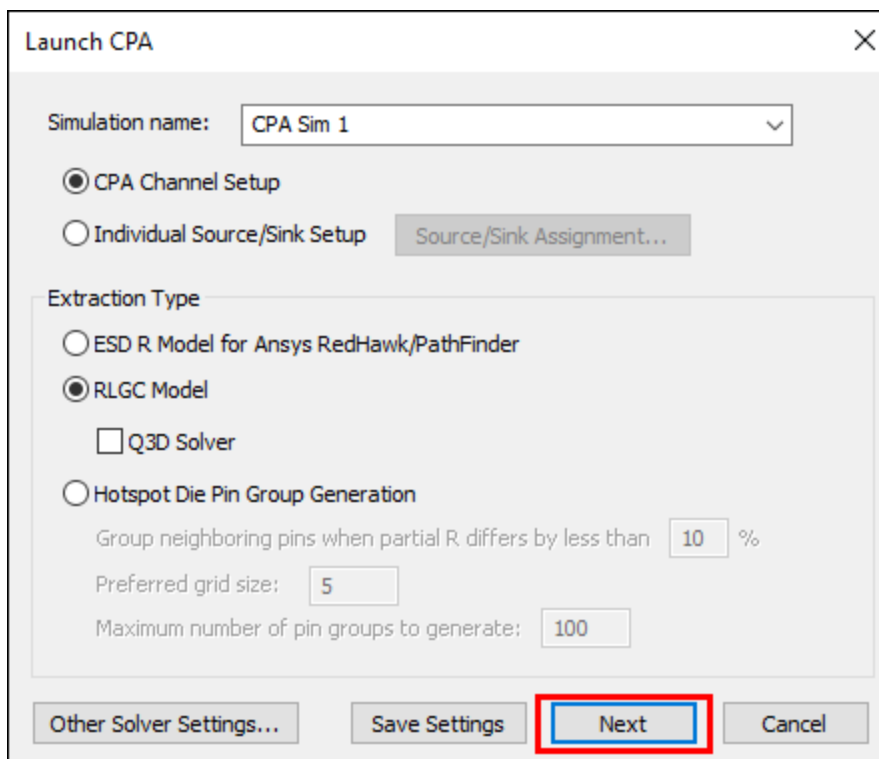 Launch CPA
Simulation name: CPA Sim 1
CPA Channel Setup
Individual Source/Sink Setup Source/Sink Assignment...
Extraction Type
ESD R Model for Ansys RedHawk/PathFinder
RLGC Model
Q3D Solver
Hotspot Die Pin Group Generation
Group neighboring pins when partial R differs by less than 10 %
Preferred grid size: 5
Maximum number of pin groups to generate: 100
Other Solver Settings... Save Settings Next Cancel